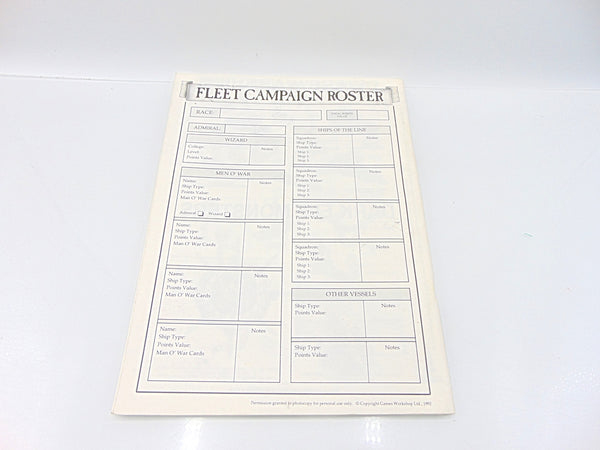 FLEET CAMPAIGN ROSTER
RACE:
ADMIRAL:
WIZARD
College:
Level:
Points Value:
Notes
MEN O' WAR
Name:
Ship Type:
Points Value:
Man O' War Cards
Notes
Admiral
Wizard
Name:
Ship Type:
Points Value:
Man O' War Cards
Notes
Name:
Ship Type:
Points Value:
Man O' War Cards
Notes
Name:
Ship Type:
Points Value:
Man O' War Cards
Notes
SHIPS OF THE LINE
Squadron:
Ship Type:
Points Value:
Ship 1
Ship 2
Ship 3
Notes
Squadron:
Ship Type:
Points Value:
Ship 1
Ship 2
Ship 3
Notes
Squadron:
Ship Type:
Points Value:
Ship 1
Ship 2
Ship 3
Notes
Squadron:
Ship Type:
Points Value:
Ship 1
Ship 2
Ship 3
Notes
OTHER VESSELS
Ship Type:
Points Value:
Notes
Ship Type:
Points Value:
Notes
Permission granted to photocopy for personal use only. © Copyright Games Workshop Ltd., 1993